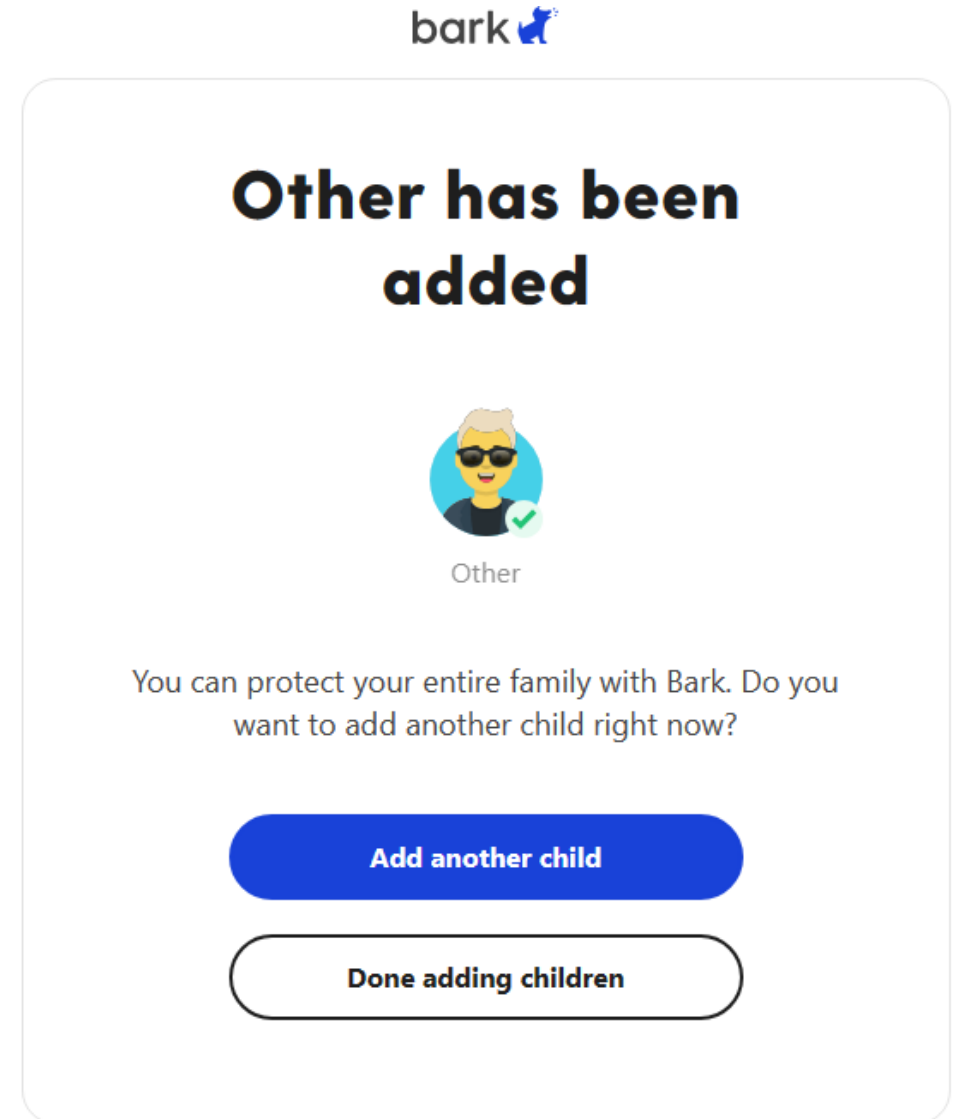 bark
Other has been
added
Other
You can protect your entire family with Bark. Do you
want to add another child right now?
Add another child
Done adding children